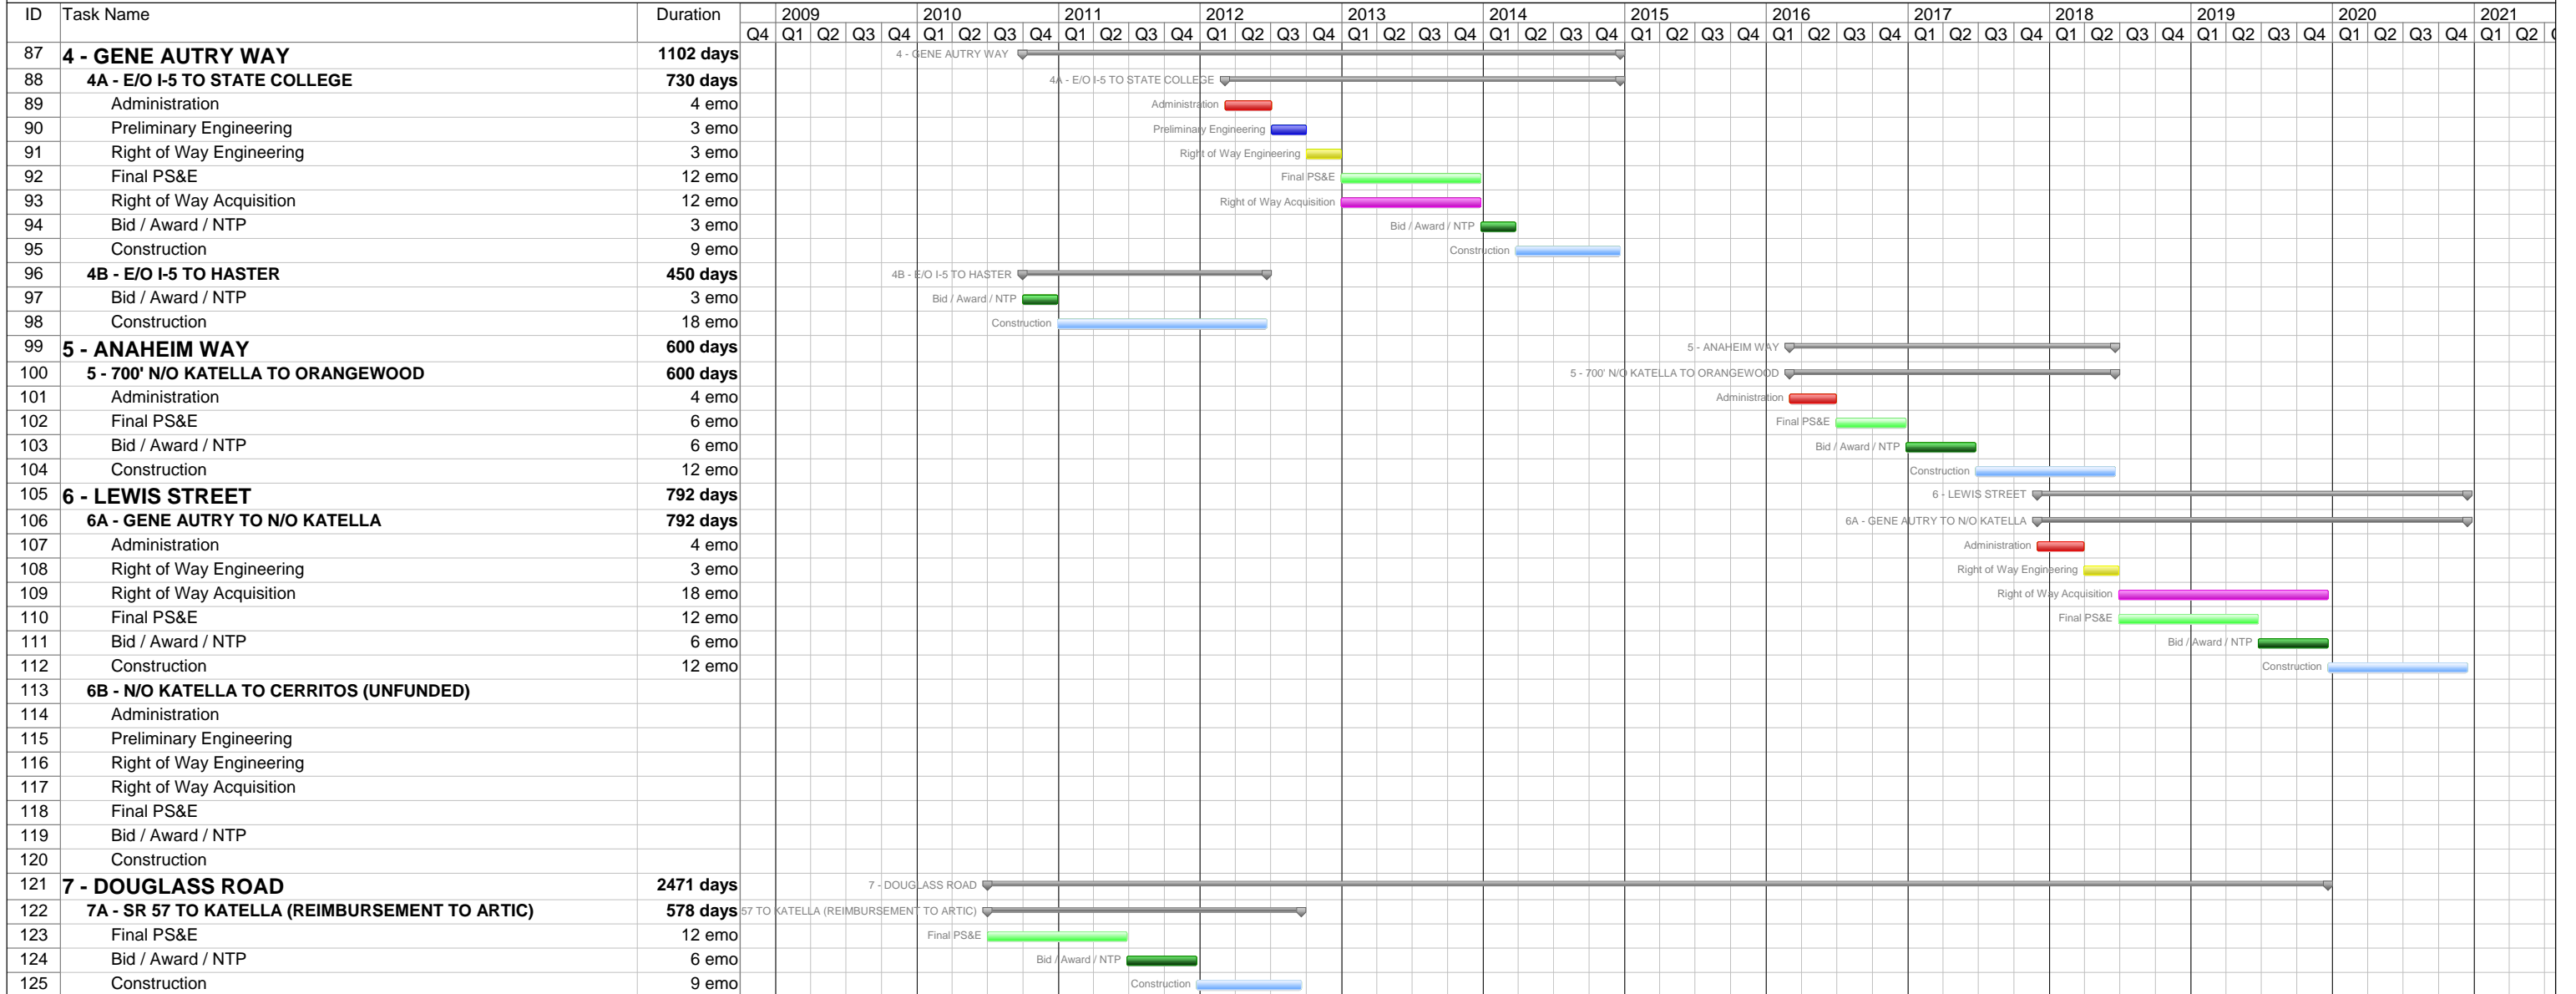 ID Task Name Duration 2009 2010 2011 2012 2013 2014 2015 2016 2017 2018 2019 2020 2021
Q4 Q1 Q2 Q3 Q4 Q1 Q2 Q3 Q4 Q1 Q2 Q3 Q4 Q1 Q2 Q3 Q4 Q1 Q2 Q3 Q4 Q1 Q2 Q3 Q4 Q1 Q2 Q3 Q4 Q1 Q2 Q3 Q4 Q1 Q2 Q3 Q4 Q1 Q2 Q3 Q4 Q1 Q2 Q3 Q4 Q1 Q2 Q3 Q4 Q1 Q2
87 4 - GENE AUTRY WAY 1102 days 4 - GENE AUTRY WAY
88 4A - E/O I-5 TO STATE COLLEGE 730 days 4A - E/O I-5 TO STATE COLLEGE
89 Administration 4 emo Administration
90 Preliminary Engineering 3 emo Preliminary Engineering
91 Right of Way Engineering 3 emo Right of Way Engineering
92 Final PS&E 12 emo Final PS&E
93 Right of Way Acquisition 12 emo Right of Way Acquisition
94 Bid / Award / NTP 3 emo Bid / Award / NTP
95 Construction 9 emo Construction
96 4B - E/O I-5 TO HASTER 450 days 4B - E/O I-5 TO HASTER
97 Bid / Award / NTP 3 emo Bid / Award / NTP
98 Construction 18 emo Construction
99 5 - ANAHEIM WAY 600 days 5 - ANAHEIM WAY
100 5 - 700' N/O KATELLA TO ORANGEWOOD 600 days 5 - 700' N/O KATELLA TO ORANGEWOOD
101 Administration 4 emo Administration
102 Final PS&E 6 emo Final PS&E
103 Bid / Award / NTP 6 emo Bid / Award / NTP
104 Construction 12 emo Construction
105 6 - LEWIS STREET 792 days 6 - LEWIS STREET
106 6A - GENE AUTRY TO N/O KATELLA 792 days 6A - GENE AUTRY TO N/O KATELLA
107 Administration 4 emo Administration
108 Right of Way Engineering 3 emo Right of Way Engineering
109 Right of Way Acquisition 18 emo Right of Way Acquisition
110 Final PS&E 12 emo Final PS&E
111 Bid / Award / NTP 6 emo Bid / Award / NTP
112 Construction 12 emo Construction
113 6B - N/O KATELLA TO CERRITOS (UNFUNDED)
114 Administration
115 Preliminary Engineering
116 Right of Way Engineering
117 Right of Way Acquisition
118 Final PS&E
119 Bid / Award / NTP
120 Construction
121 7 - DOUGLASS ROAD 2471 days 7 - DOUGLASS ROAD
122 7A - SR 57 TO KATELLA (REIMBURSEMENT TO ARTIC) 578 days 57 TO KATELLA (REIMBURSEMENT TO ARTIC)
123 Final PS&E 12 emo Final PS&E
124 Bid / Award / NTP 6 emo Bid / Award / NTP
125 Construction 9 emo Construction